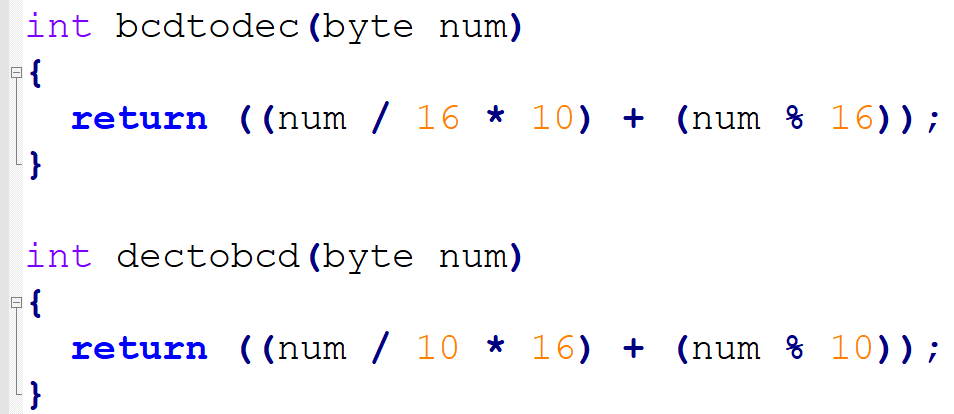 int bcdtodec(byte num)
{
  return ((num / 16 * 10) + (num % 16));
}

int dectobcd(byte num)
{
  return ((num / 10 * 16) + (num % 10));
}